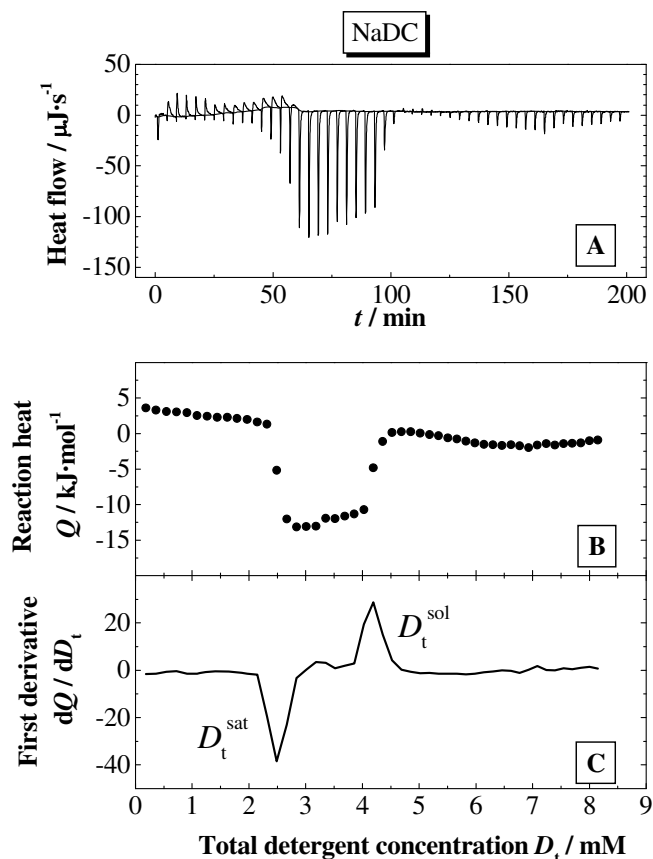 NaDC
Heat flow / μJ·s⁻¹
50
0
-50
-100
-150
A
0 50 100 150 200
t / min
Reaction heat
Q / kJ·mol⁻¹
5
0
-5
-10
-15
B
First derivative
dQ / dDₜ
20
0
-20
-40
Dₜˢᵃᵗ
Dₜˢᵒˡ
C
0 1 2 3 4 5 6 7 8 9
Total detergent concentration Dₜ / mM